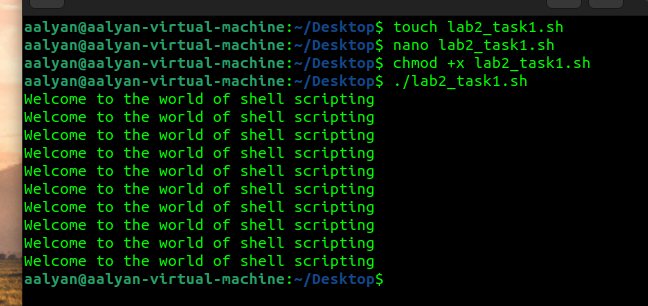 aalyan@aalyan-virtual-machine:~/Desktop$ touch lab2_task1.sh
aalyan@aalyan-virtual-machine:~/Desktop$ nano lab2_task1.sh
aalyan@aalyan-virtual-machine:~/Desktop$ chmod +x lab2_task1.sh
aalyan@aalyan-virtual-machine:~/Desktop$ ./lab2_task1.sh
Welcome to the world of shell scripting
Welcome to the world of shell scripting
Welcome to the world of shell scripting
Welcome to the world of shell scripting
Welcome to the world of shell scripting
Welcome to the world of shell scripting
Welcome to the world of shell scripting
Welcome to the world of shell scripting
Welcome to the world of shell scripting
Welcome to the world of shell scripting
aalyan@aalyan-virtual-machine:~/Desktop$